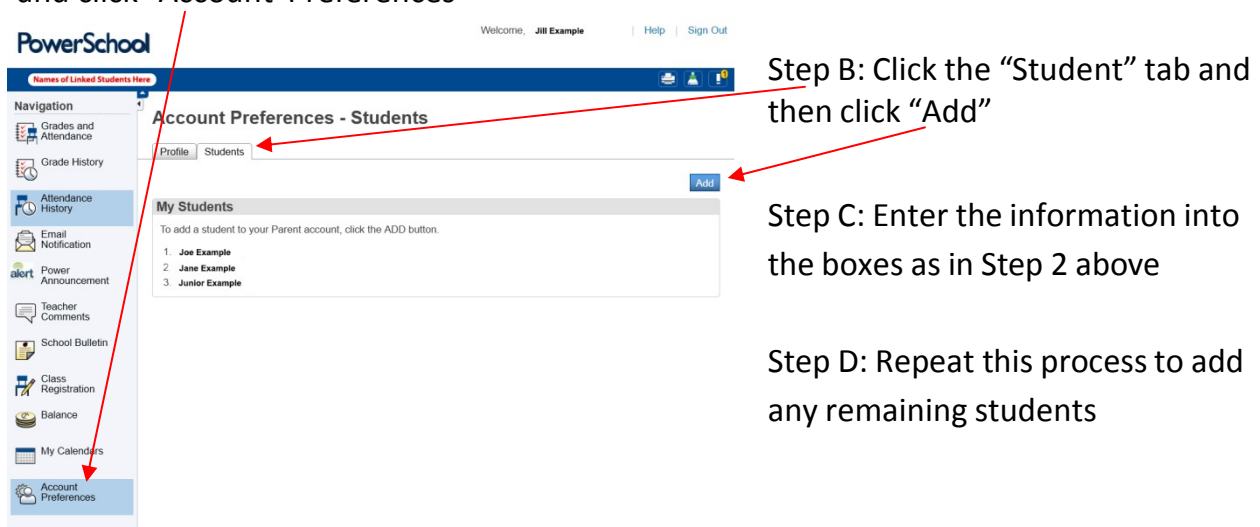 and click "Account Preferences"
PowerSchool
Welcome, Jill Example | Help | Sign Out
Names of Linked Students Here
Navigation
Grades and
Attendance
Grade History
Attendance
History
Email
Notification
alert
Power
Announcement
Teacher
Comments
School Bulletin
Class
Registration
Balance
My Calendars
Account
Preferences
Account Preferences - Students
Profile Students
Add
My Students
To add a student to your Parent account, click the ADD button.
1. Joe Example
2. Jane Example
3. Junior Example
Step B: Click the “Student” tab and
then click “Add”
Step C: Enter the information into
the boxes as in Step 2 above
Step D: Repeat this process to add
any remaining students